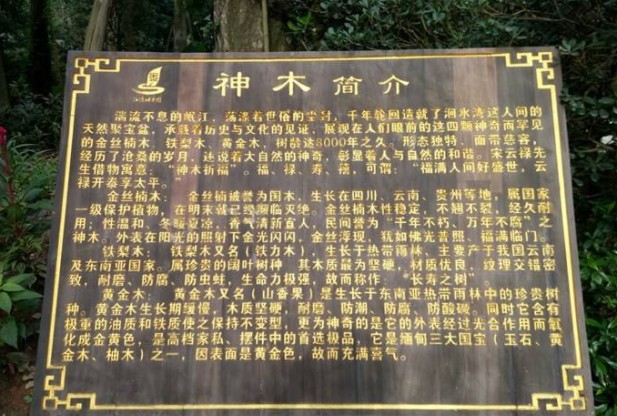 神木简介
湍流不息的岷江,荡漾着世俗的尘封,千年轮回造就了洄水湾这人间的
天然聚宝盆,承载着历史与文化的见证,展现在人们眼前的这四颗神奇而罕见
的金丝楠木、铁梨木、黄金木,树龄达8000年之久。形态独特、面带慈容,
经历了沧桑的岁月,述说着大自然的神奇,彰显着人与自然的和谐。宋云禄先
生借物寓意:“神木祈福”。福、禄、寿、禧,可谓:“福满人间好盛世,云
禄开泰享太平。”
金丝楠木:金丝楠被誉为国木,生长在四川、云南、贵州等地,属国家
一级保护植物,在明末就已经濒临灭绝。金丝楠木性稳定,不翘不裂,经久耐
用;性温和、冬暖夏凉,香气清新宜人,民间誉为“千年不朽、万年不腐”之
神木。外表在阳光的照射下金光闪闪,金丝浮现,犹如佛光普照、福满临门。
铁梨木:铁梨木又名(铁力木),生长于热带雨林,主要产于我国云南
及东南亚国家。属珍贵的阔叶树种,其木质最为坚硬,材质优良,纹理交错密
致,耐磨、防腐、防虫蛀,生命力极强,故而称作:“长寿之树”。
黄金木:黄金木又名(山香果)是生长于东南亚热带雨林中的珍贵树
种。黄金木生长期缓慢,木质坚硬,耐磨、防潮、防腐、防酸碱。同时它含有
极重的油质和铁质使之保持不变型,更为神奇的是它的外表经过光合作用而氧
化成金黄色,是高档家私、摆件中的首选极品,它是缅甸三大国宝(玉石、黄
金木、柚木)之一,因表面是黄金色,故而充满喜气。